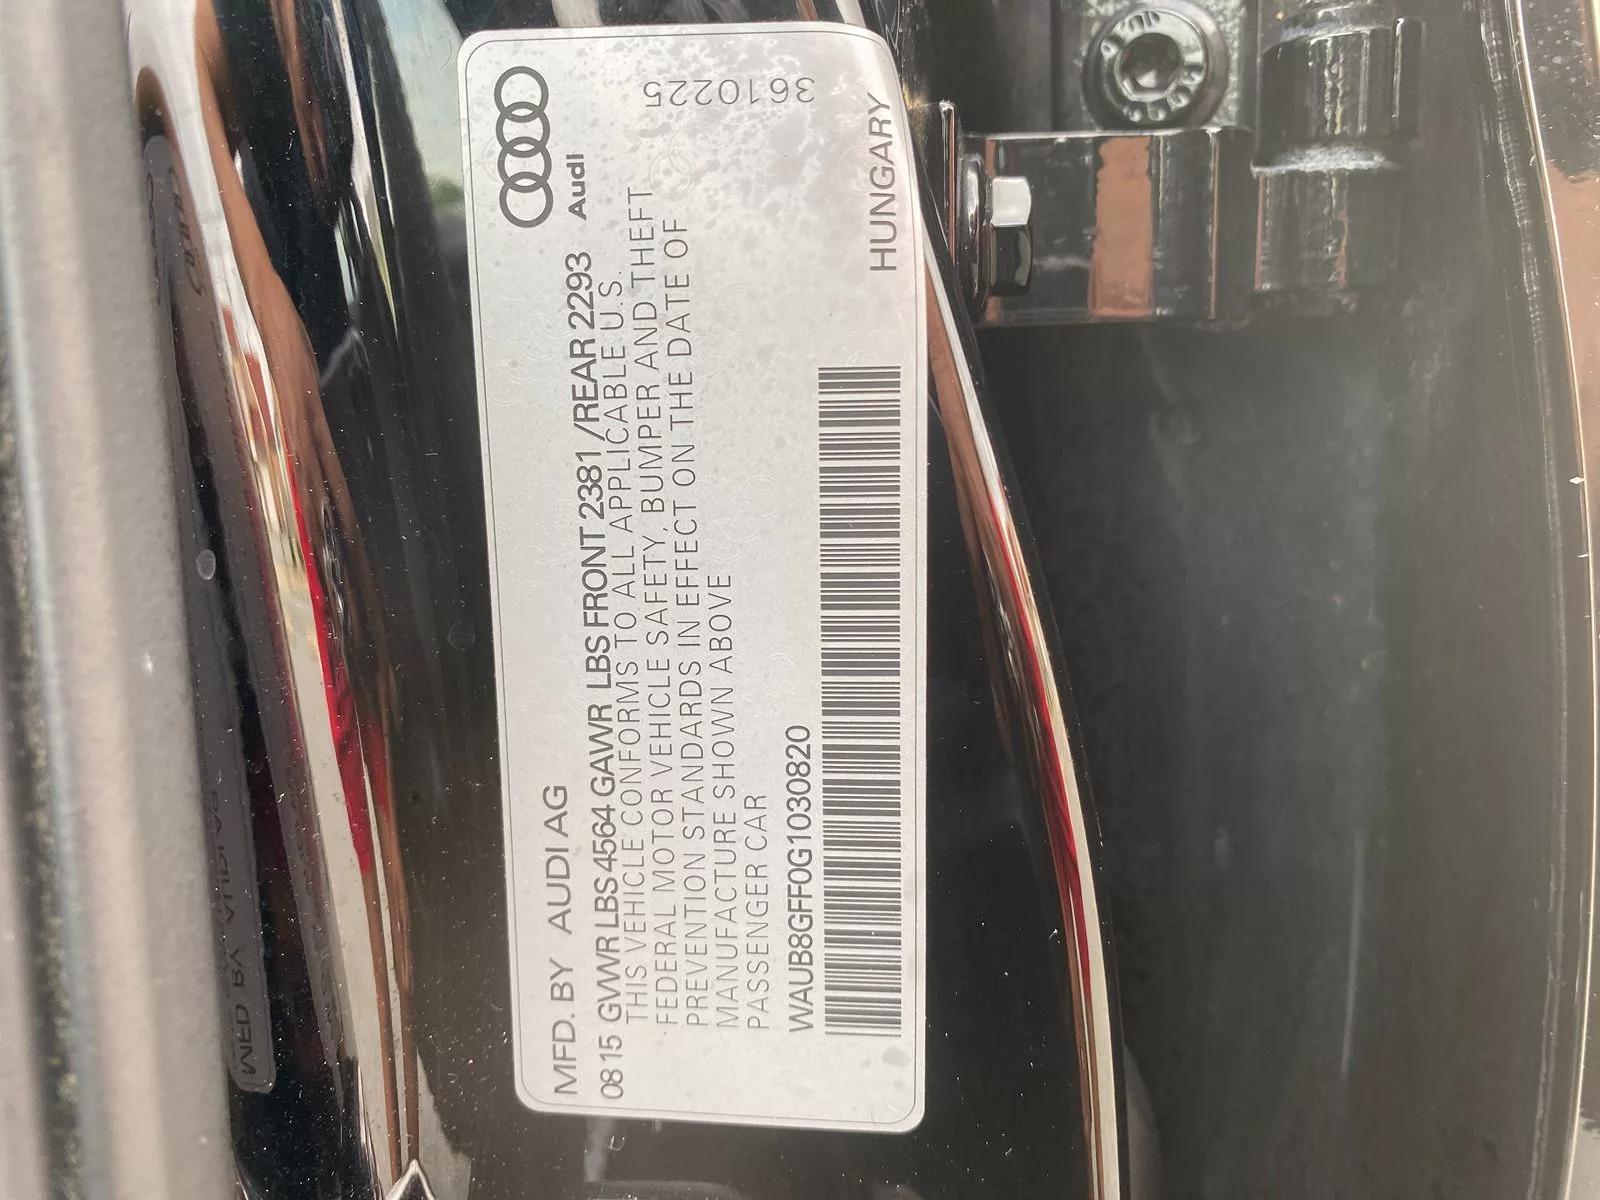 Audi
MFD. BY AUDI AG
08 15 GVWR LBS 4564 GAWR LBS FRONT 2381 / REAR 2293
THIS VEHICLE CONFORMS TO ALL APPLICABLE U.S.
FEDERAL MOTOR VEHICLE SAFETY, BUMPER AND THEFT
PREVENTION STANDARDS IN EFFECT ON THE DATE OF
MANUFACTURE SHOWN ABOVE
PASSENGER CAR
WAUB8GFF0G1030820
HUNGARY
3610225